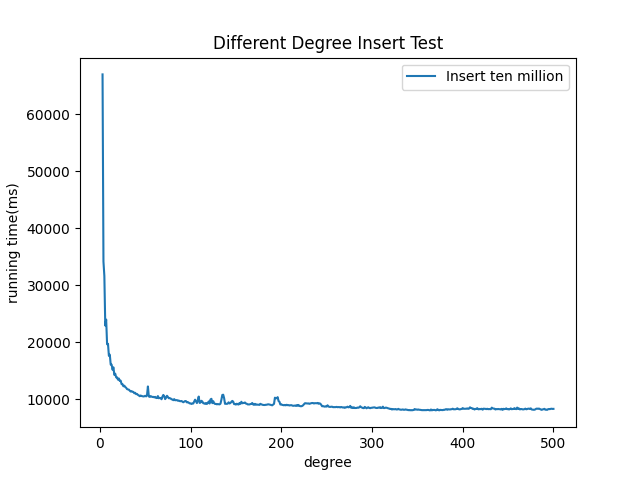 Different Degree Insert Test
Insert ten million
60000
50000
40000
30000
20000
10000
running time(ms)
0 100 200 300 400 500
degree